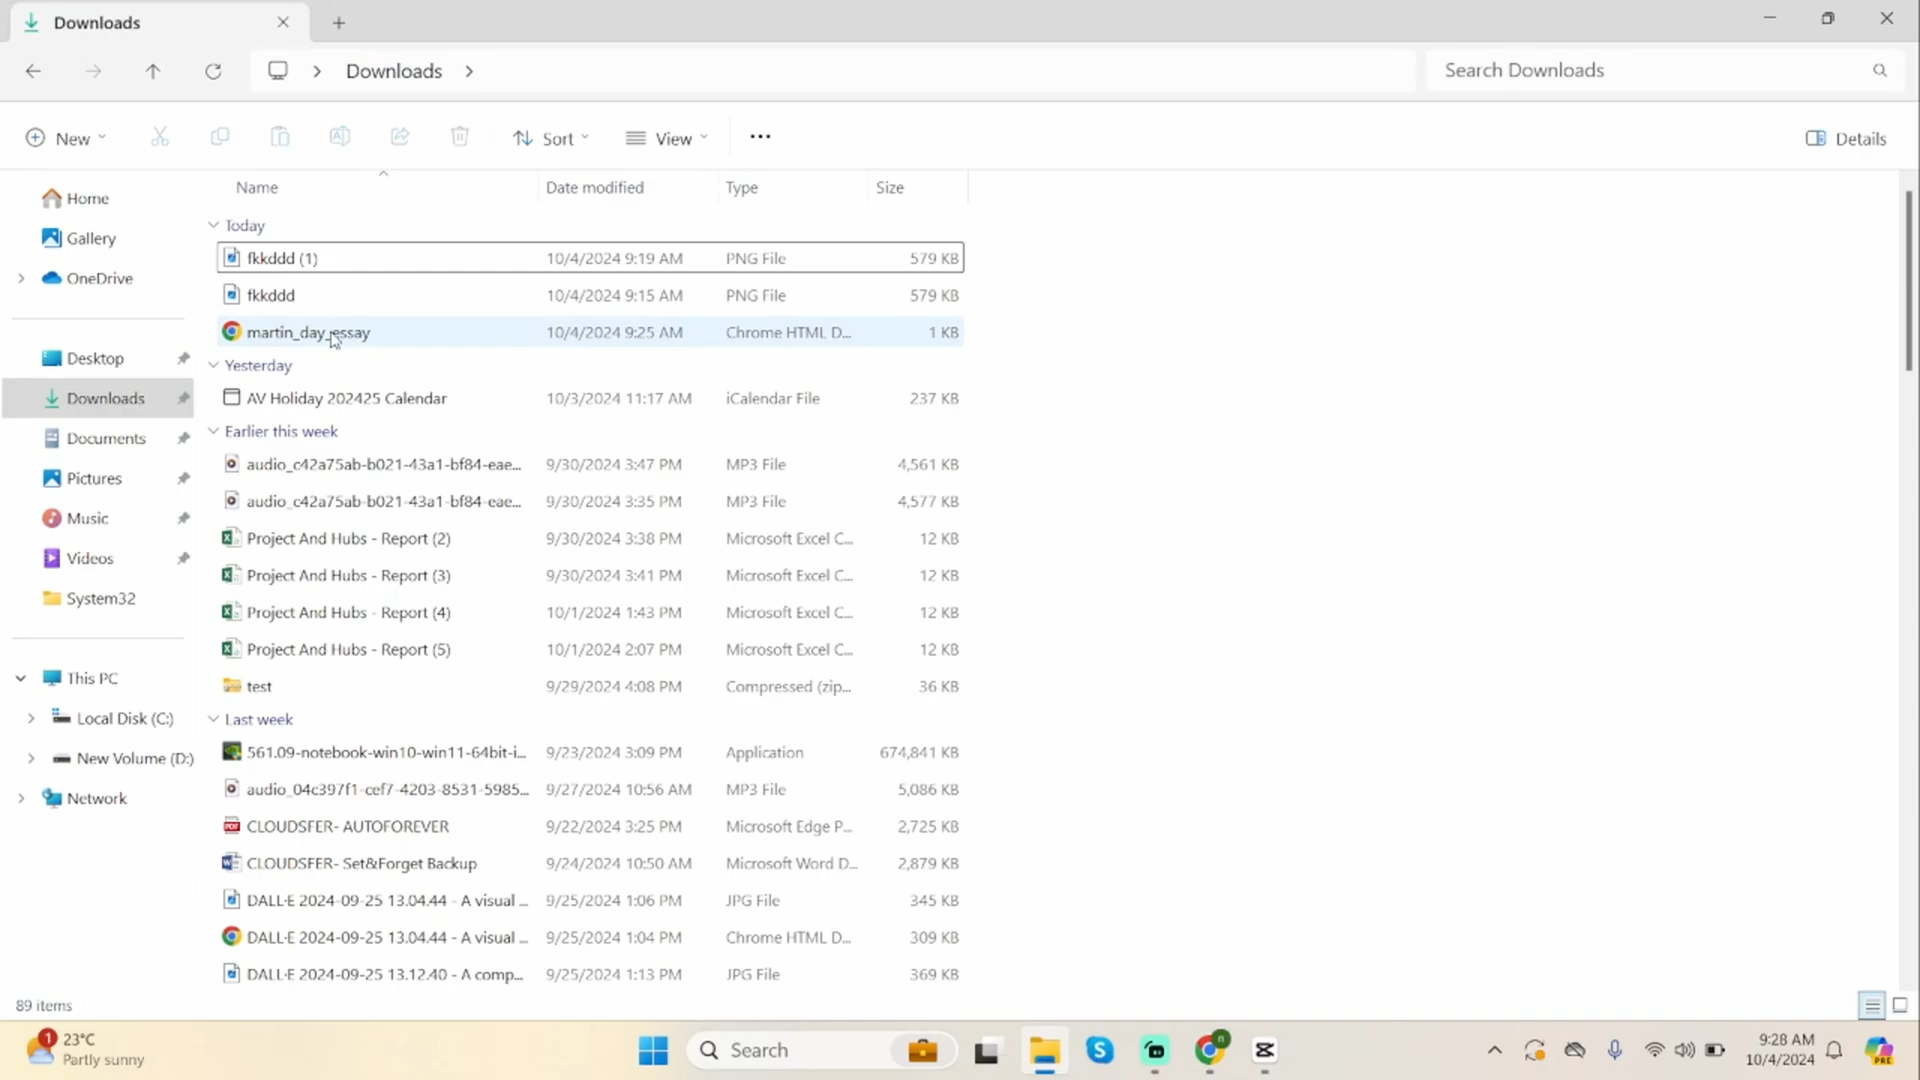 Downloads
Downloads
Search Downloads
New
Sort
View
Details
Name
Date modified
Type
Size
Home
Gallery
OneDrive
Desktop
Downloads
Documents
Pictures
Music
Videos
System32
This PC
Local Disk (C:)
New Volume (D:)
Network
Today
fkkddd (1) 10/4/2024 9:19 AM PNG File 579 KB
fkkddd 10/4/2024 9:15 AM PNG File 579 KB
martin_day_essay 10/4/2024 9:25 AM Chrome HTML D... 1 KB
Yesterday
AV Holiday 202425 Calendar 10/3/2024 11:17 AM iCalendar File 237 KB
Earlier this week
audio_c42a75ab-b021-43a1-bf84-eae... 9/30/2024 3:47 PM MP3 File 4,561 KB
audio_c42a75ab-b021-43a1-bf84-eae... 9/30/2024 3:35 PM MP3 File 4,577 KB
Project And Hubs - Report (2) 9/30/2024 3:38 PM Microsoft Excel C... 12 KB
Project And Hubs - Report (3) 9/30/2024 3:41 PM Microsoft Excel C... 12 KB
Project And Hubs - Report (4) 10/1/2024 1:43 PM Microsoft Excel C... 12 KB
Project And Hubs - Report (5) 10/1/2024 2:07 PM Microsoft Excel C... 12 KB
test 9/29/2024 4:08 PM Compressed (zip... 36 KB
Last week
561.09-notebook-win10-win11-64bit-i... 9/23/2024 3:09 PM Application 674,841 KB
audio_04c397f1-cef7-4203-8531-5985... 9/27/2024 10:56 AM MP3 File 5,086 KB
CLOUDSFER- AUTOFOREVER 9/22/2024 3:25 PM Microsoft Edge P... 2,725 KB
CLOUDSFER- Set&Forget Backup 9/24/2024 10:50 AM Microsoft Word D... 2,879 KB
DALL·E 2024-09-25 13.04.44 - A visual ... 9/25/2024 1:06 PM JPG File 345 KB
DALL·E 2024-09-25 13.04.44 - A visual ... 9/25/2024 1:04 PM Chrome HTML D... 309 KB
DALL·E 2024-09-25 13.12.40 - A comp... 9/25/2024 1:13 PM JPG File 369 KB
89 items
1
23°C
Partly sunny
Search
n
9:28 AM
10/4/2024
PRE